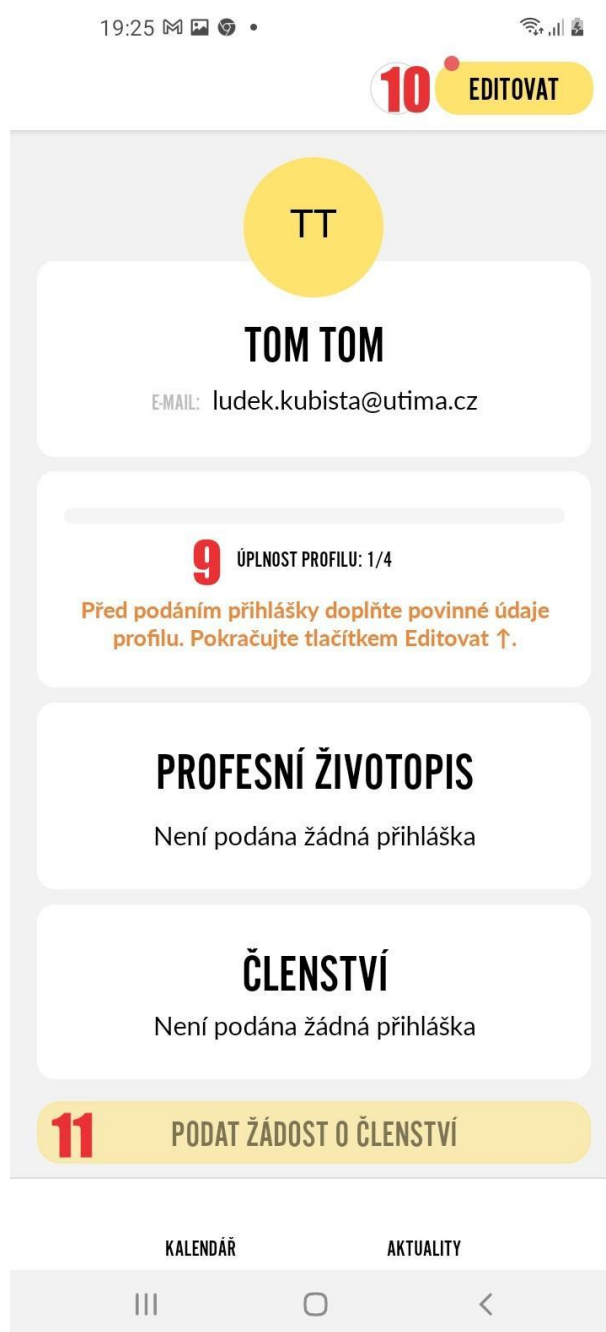 19:25
10 EDITOVAT
TT
TOM TOM
E-MAIL: ludek.kubista@utima.cz
9 ÚPLNOST PROFILU: 1/4
Před podáním přihlášky doplňte povinné údaje
profilu. Pokračujte tlačítkem Editovat ↑.
PROFESNÍ ŽIVOTOPIS
Není podána žádná přihláška
ČLENSTVÍ
Není podána žádná přihláška
11 PODAT ŽÁDOST O ČLENSTVÍ
KALENDÁŘ AKTUALITY